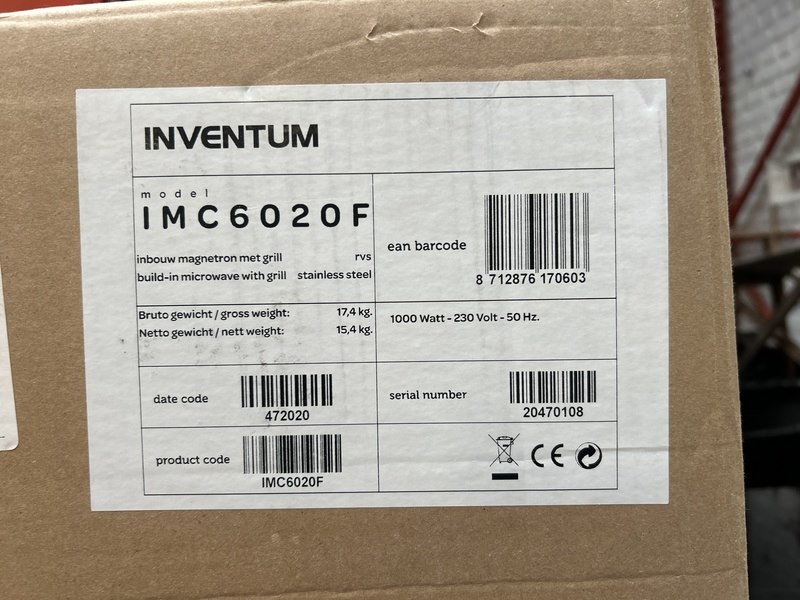 INVENTUM
model
IMC6020F
inbouw magnetron met grill rvs
build-in microwave with grill stainless steel
ean barcode
8 712876 170603
Bruto gewicht / gross weight: 17,4 kg.
Netto gewicht / nett weight: 15,4 kg.
1000 Watt - 230 Volt - 50 Hz.
date code
472020
serial number
20470108
product code
IMC6020F
CE